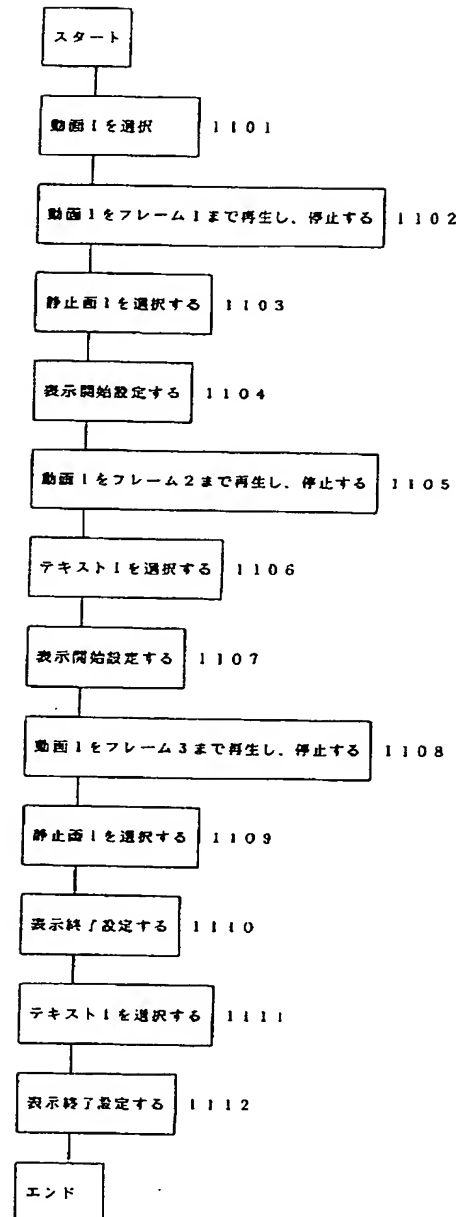 スタート
動画1を選択 1101
動画1をフレーム1まで再生し、停止する 1102
静止画1を選択する 1103
表示開始設定する 1104
動画1をフレーム2まで再生し、停止する 1105
テキスト1を選択する 1106
表示開始設定する 1107
動画1をフレーム3まで再生し、停止する 1108
静止画1を選択する 1109
表示終了設定する 1110
テキスト1を選択する 1111
表示終了設定する 1112
エンド